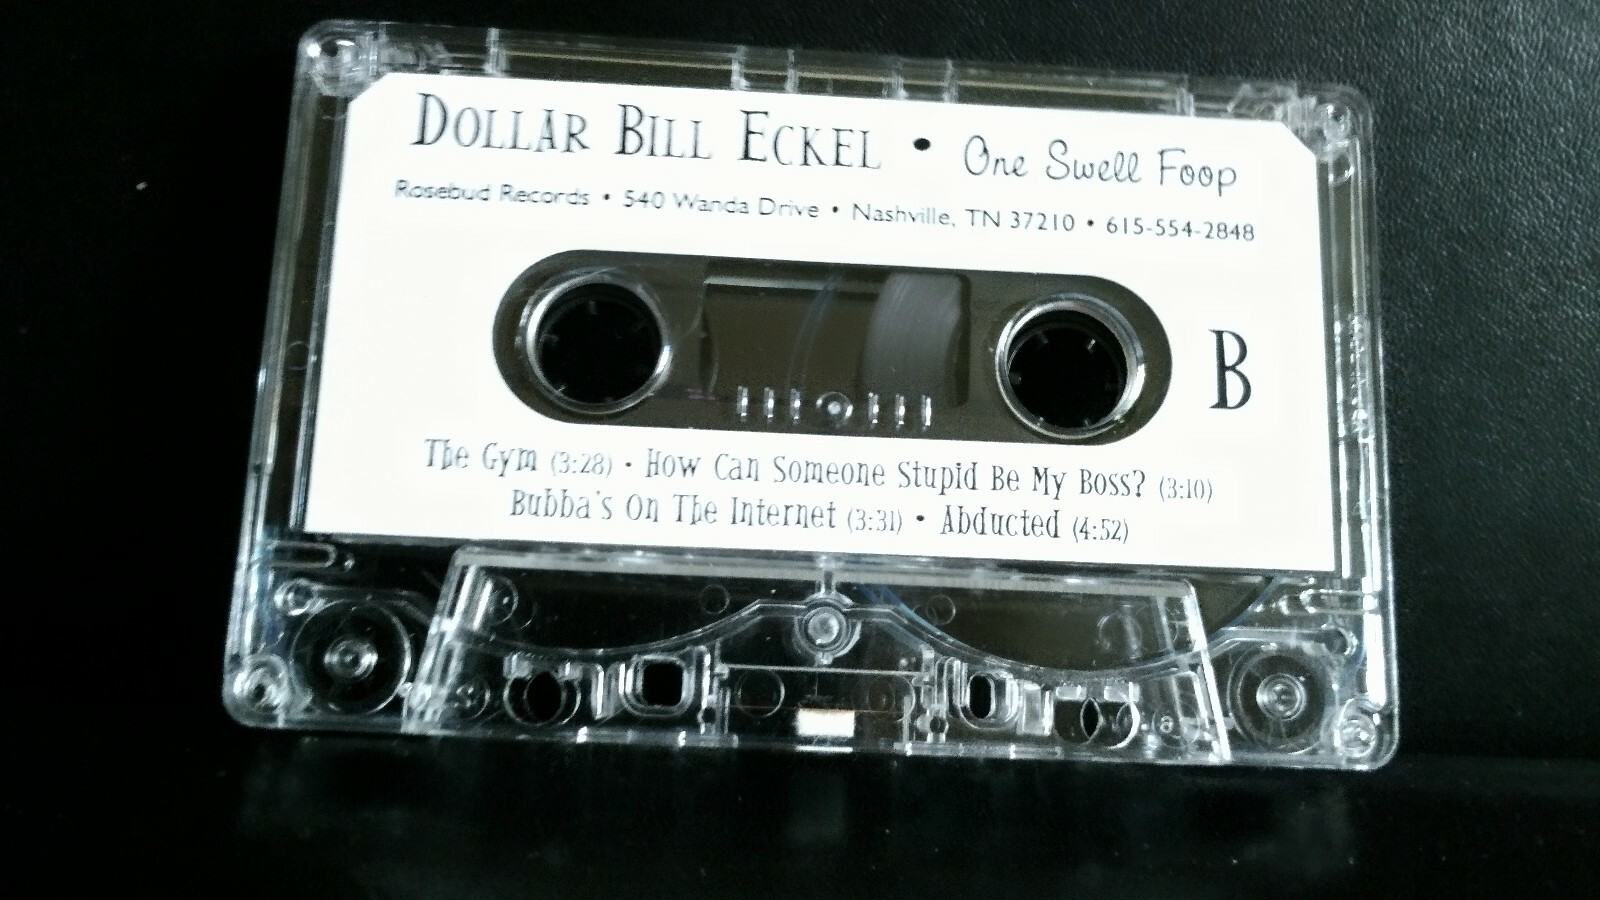 DOLLAR BILL ECKEL • One Swell Foop
Rosebud Records • 540 Wanda Drive • Nashville, TN 37210 • 615-554-2848
B
The Gym (3:28) • How Can Someone Stupid Be My Boss? (3:10)
Bubba's On The Internet (3:31) • Abducted (4:52)